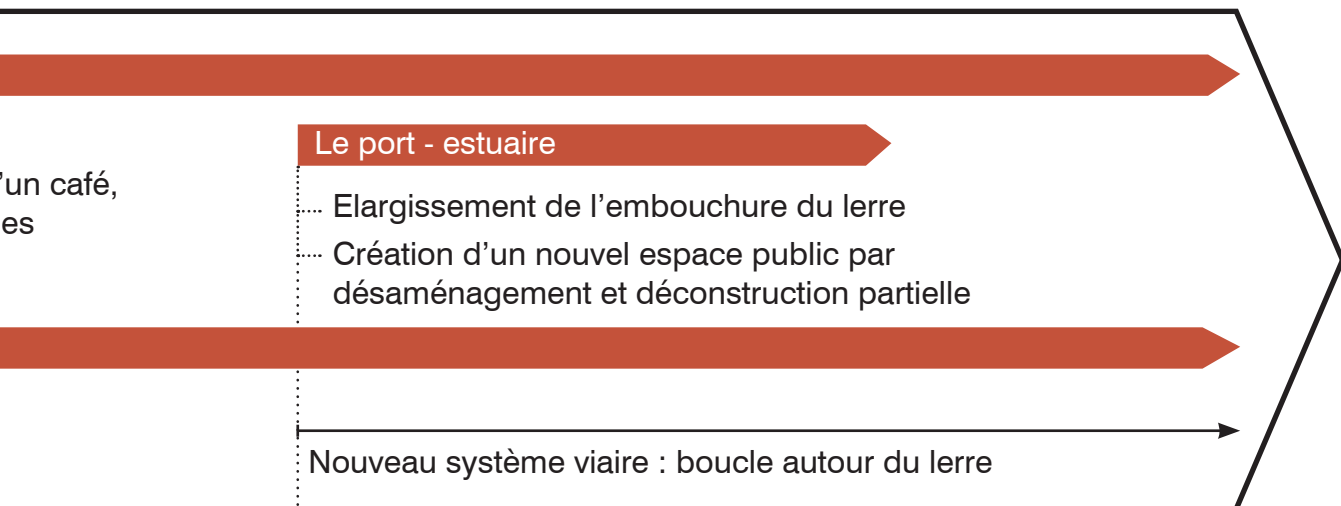 Le port - estuaire
’un café,
es
Elargissement de l’embouchure du lerre
Création d’un nouvel espace public par
désaménagement et déconstruction partielle
Nouveau système viaire : boucle autour du lerre